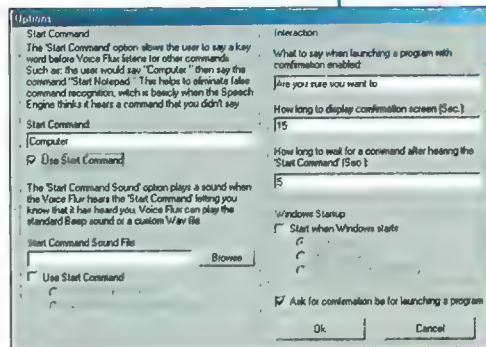 Options
Start Command
The 'Start Command' option alows the user to say a key
word before Voice Flux listens for other commands.
Such as: the user would say "Computer" then say the
command "Start Notepad". This helps to eliminate false
command recognition, witch is basicly when the Speech
Engine thinks it hears a command that you didn't say
Start Command:
Computer
Use Start Command
The 'Start Command Sound' option plays a sound when
the Voice Flux hears the 'Start Command' letting you
know that it has heard you. Voice Flux can play the
standard Beep sound or a custom Wav file.
Start Command Sound File
Browse
Use Start Command
Interaction
What to say when launching a program with
comfirmation enabled:
Are you sure you want to
How long to display comfirmation screen (Sec.):
15
How long to wait for a command after hearing the
'Start Command' (Sec.):
5
Windows Startup
Start when Windows starts
Ask for comfirmation be for launching a program
Ok
Cancel